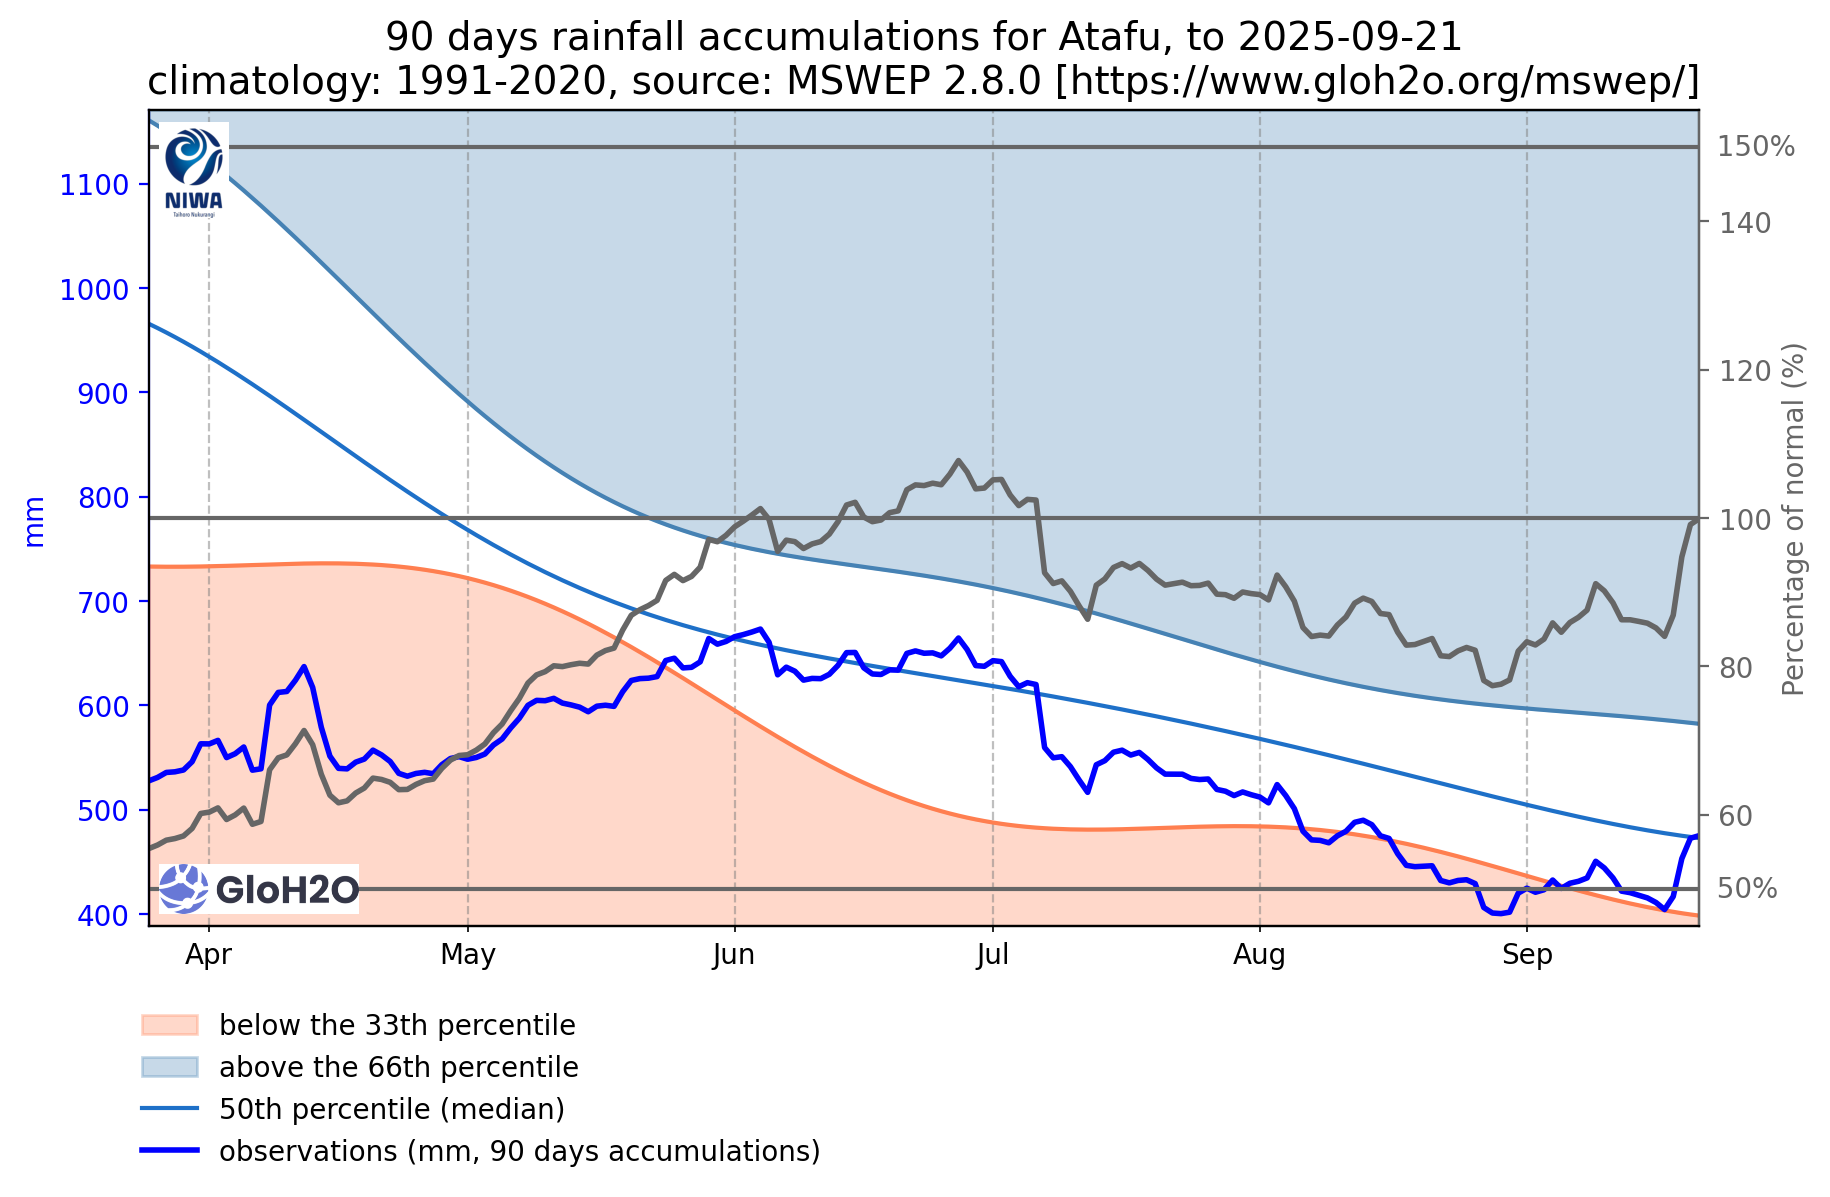 90 days rainfall accumulations for Atafu, to 2025-09-21
climatology: 1991-2020, source: MSWEP 2.8.0 [https://www.gloh2o.org/mswep/]
NIWA
Taihoro Nukurangi
mm
1100
1000
900
800
700
600
500
400
150%
140
120
100
80
60
50%
Percentage of normal (%)
GloH2O
Apr May Jun Jul Aug Sep
below the 33th percentile
above the 66th percentile
50th percentile (median)
observations (mm, 90 days accumulations)